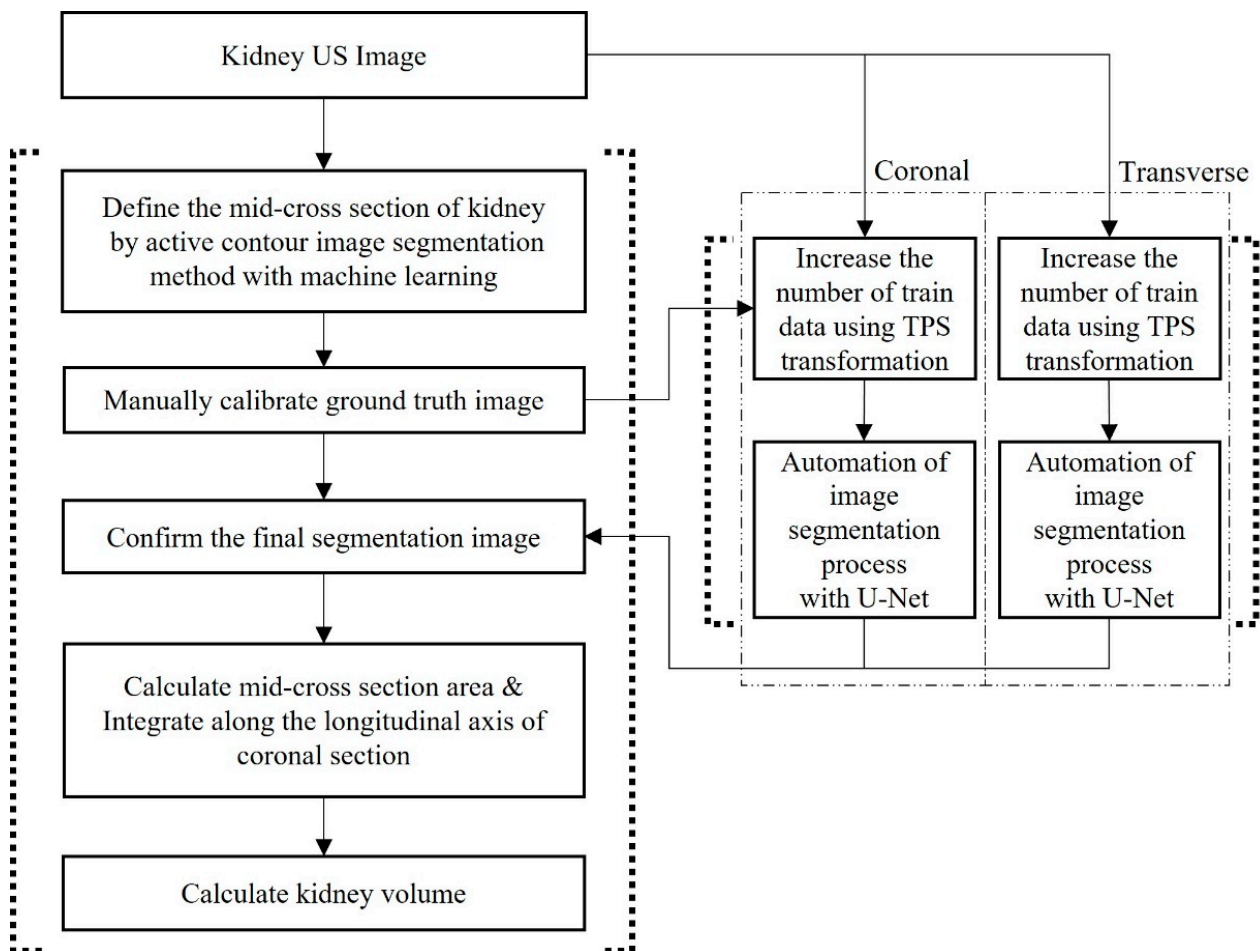 Kidney US Image
Define the mid-cross section of kidney
by active contour image segmentation
method with machine learning
Manually calibrate ground truth image
Confirm the final segmentation image
Calculate mid-cross section area &
Integrate along the longitudinal axis of
coronal section
Calculate kidney volume
Coronal
Increase the
number of train
data using TPS
transformation
Automation of
image
segmentation
process
with U-Net
Transverse
Increase the
number of train
data using TPS
transformation
Automation of
image
segmentation
process
with U-Net